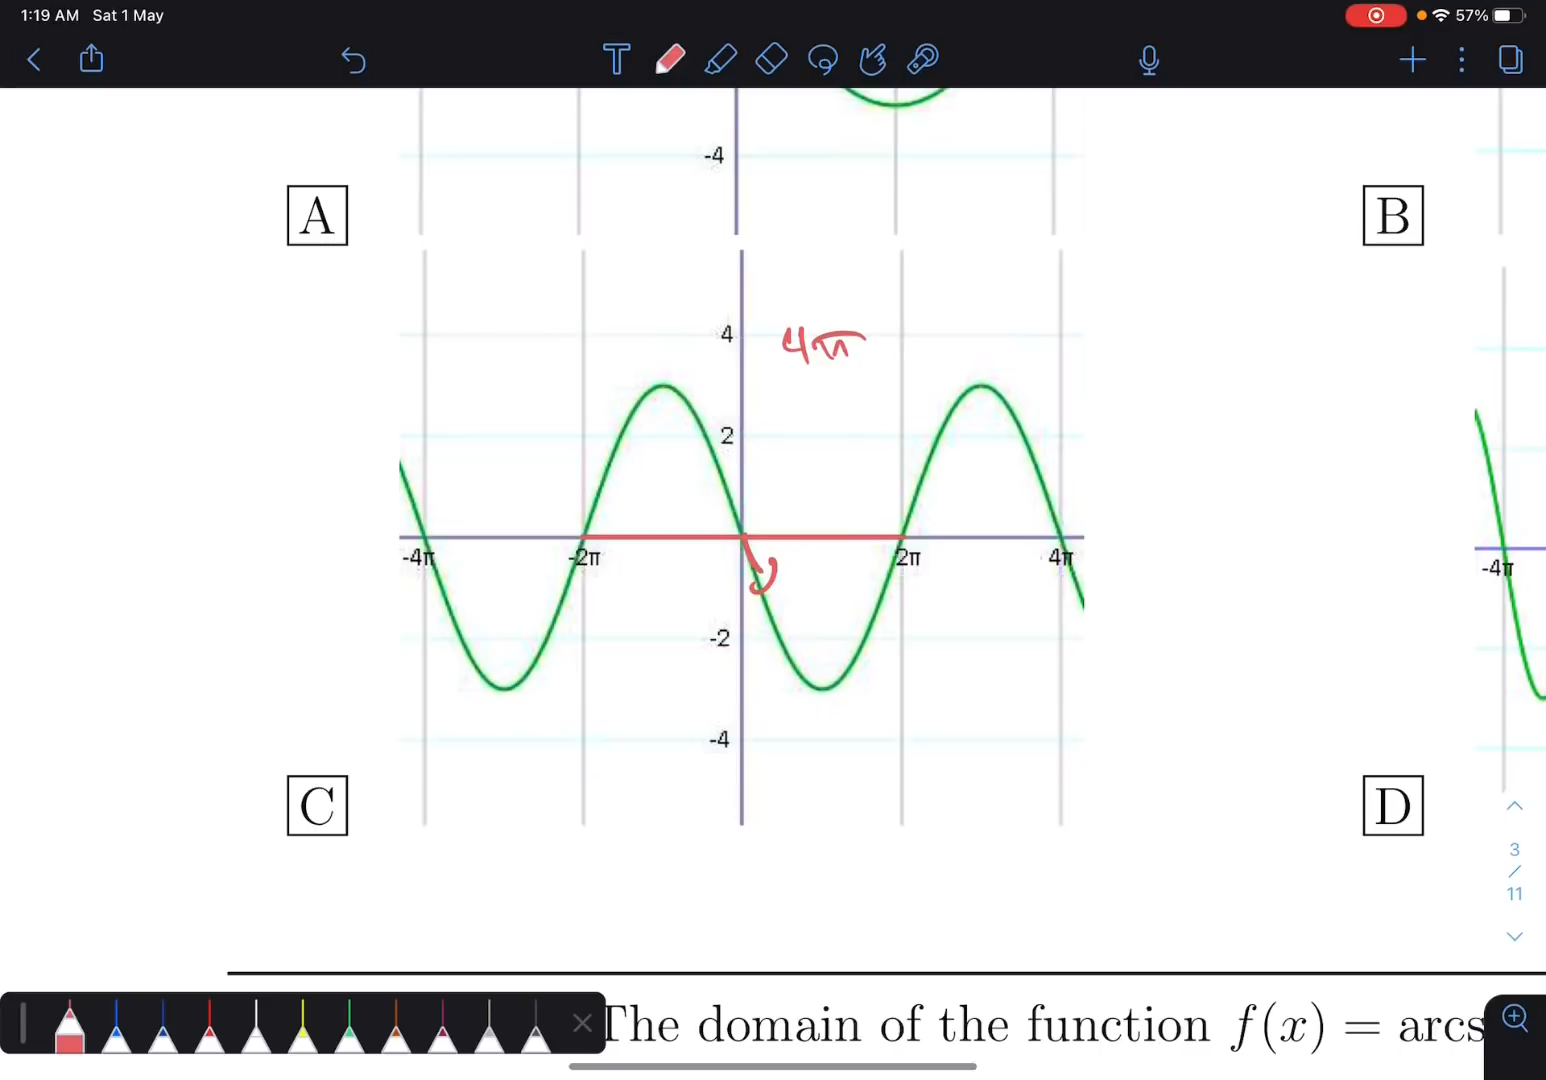 1:19 AM Sat 1 May
57%
T
-4
A
B
4
4π
2
-4π
-2π
2π
4π
-4π
-2
-4
C
D
3
/
11
The domain of the function f(x) = arcs